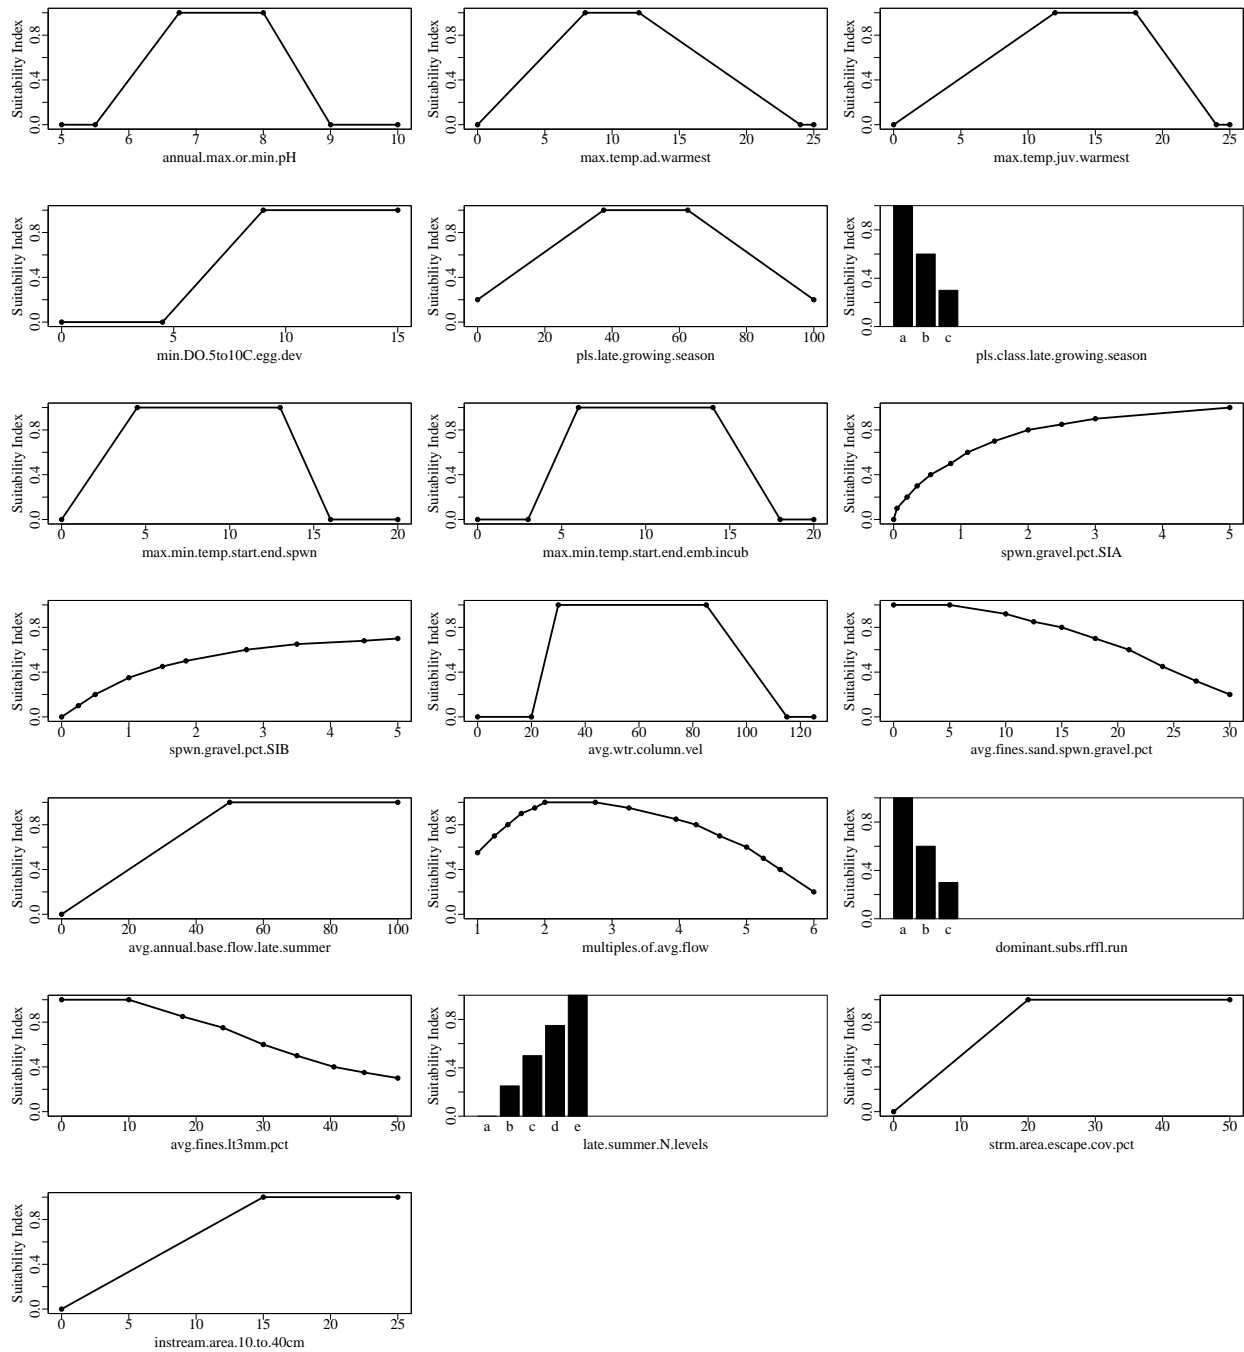 Suitability Index
0.0 0.4 0.8
5 6 7 8 9 10
annual.max.or.min.pH
Suitability Index
0.0 0.4 0.8
0 5 10 15 20 25
max.temp.ad.warmest
Suitability Index
0.0 0.4 0.8
0 5 10 15 20 25
max.temp.juv.warmest
Suitability Index
0.0 0.4 0.8
0 5 10 15
min.DO.5to10C.egg.dev
Suitability Index
0.0 0.4 0.8
0 20 40 60 80 100
pls.late.growing.season
Suitability Index
0.0 0.4 0.8
a b c
pls.class.late.growing.season
Suitability Index
0.0 0.4 0.8
0 5 10 15 20
max.min.temp.start.end.spwn
Suitability Index
0.0 0.4 0.8
0 5 10 15 20
max.min.temp.start.end.emb.incub
Suitability Index
0.0 0.4 0.8
0 1 2 3 4 5
spwn.gravel.pct.SIA
Suitability Index
0.0 0.4 0.8
0 1 2 3 4 5
spwn.gravel.pct.SIB
Suitability Index
0.0 0.4 0.8
0 20 40 60 80 100 120
avg.wtr.column.vel
Suitability Index
0.0 0.4 0.8
0 5 10 15 20 25 30
avg.fines.sand.spwn.gravel.pct
Suitability Index
0.0 0.4 0.8
0 20 40 60 80 100
avg.annual.base.flow.late.summer
Suitability Index
0.0 0.4 0.8
1 2 3 4 5 6
multiples.of.avg.flow
Suitability Index
0.0 0.4 0.8
a b c
dominant.subs.rffl.run
Suitability Index
0.0 0.4 0.8
0 10 20 30 40 50
avg.fines.lt3mm.pct
Suitability Index
0.0 0.4 0.8
a b c d e
late.summer.N.levels
Suitability Index
0.0 0.4 0.8
0 10 20 30 40 50
strm.area.escape.cov.pct
Suitability Index
0.0 0.4 0.8
0 5 10 15 20 25
instream.area.10.to.40cm